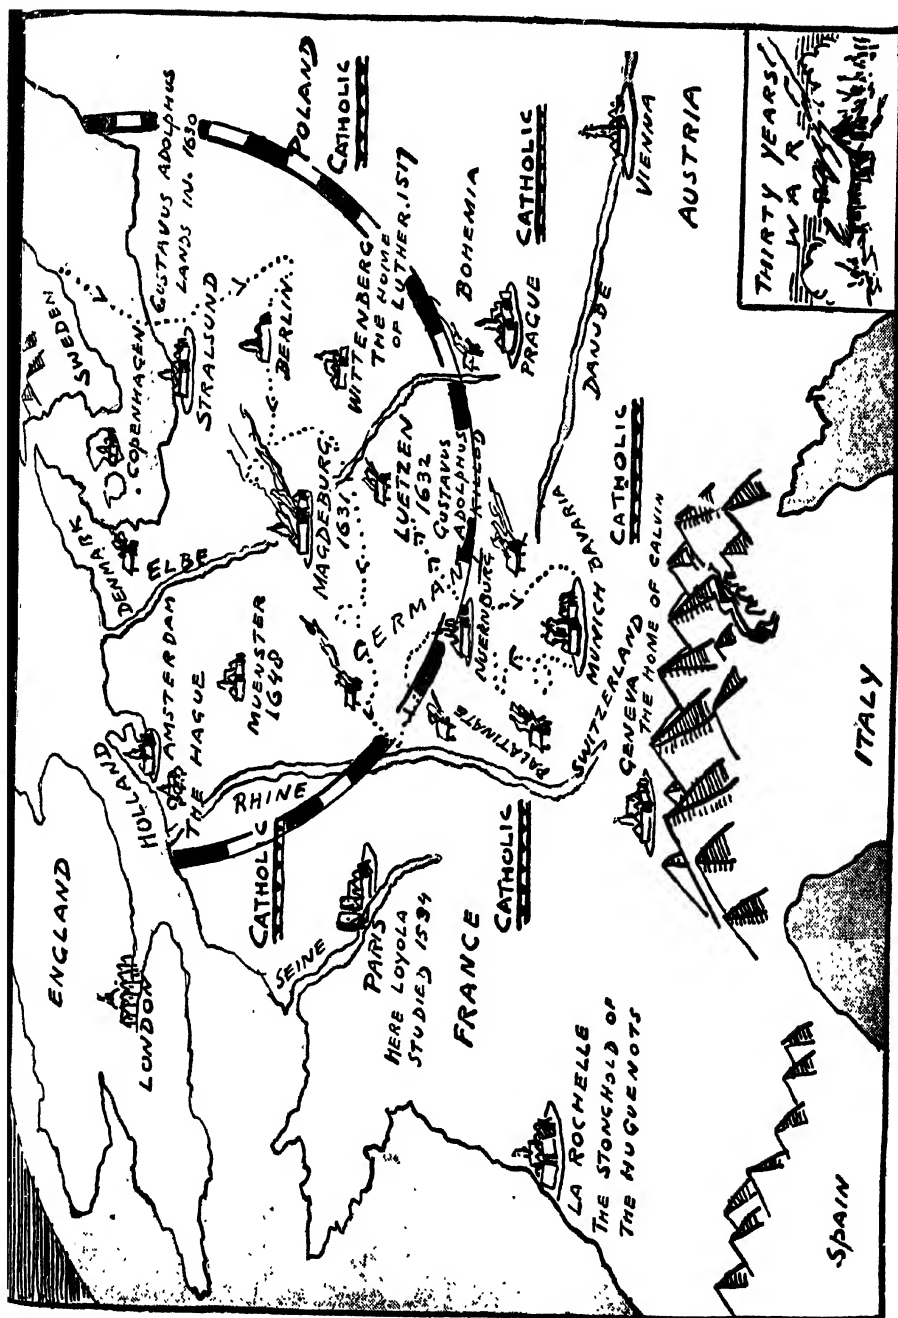 THIRTY YEARS
WAR
ENGLAND
LONDON
HOLLAND
AMSTERDAM
THE HAGUE
DENMARK
ELBE
COPENHAGEN
SWEDEN
GUSTAVUS ADOLPHUS
LANDS IN. 1630
STRALSUND
BERLIN
POLAND
CATHOLIC
WITTENBERG
THE HOME
OF LUTHER.1517
MUENSTER
1648
MAGDEBURG
1631
LUETZEN
1632
GUSTAVUS
ADOLPHUS
KILLED
GERMAN
RHINE
CATHOLIC
SEINE
PARIS
HERE LOYOLA
STUDIED 1534
FRANCE
CATHOLIC
PALATINATE
NUERNBURG
BOHEMIA
PRAGUE
CATHOLIC
DANUBE
VIENNA
AUSTRIA
MUNICH BAVARIA
CATHOLIC
SWITZERLAND
GENEVA
THE HOME OF CALVIN
LA ROCHELLE
THE STONGHOLD OF
THE HUGUENOTS
ITALY
SPAIN